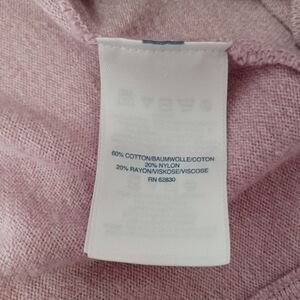 60% COTTON/BAUMWOLLE/COTON
20% NYLON
20% RAYON/VISKOSE/VISCOSE
RN 62830